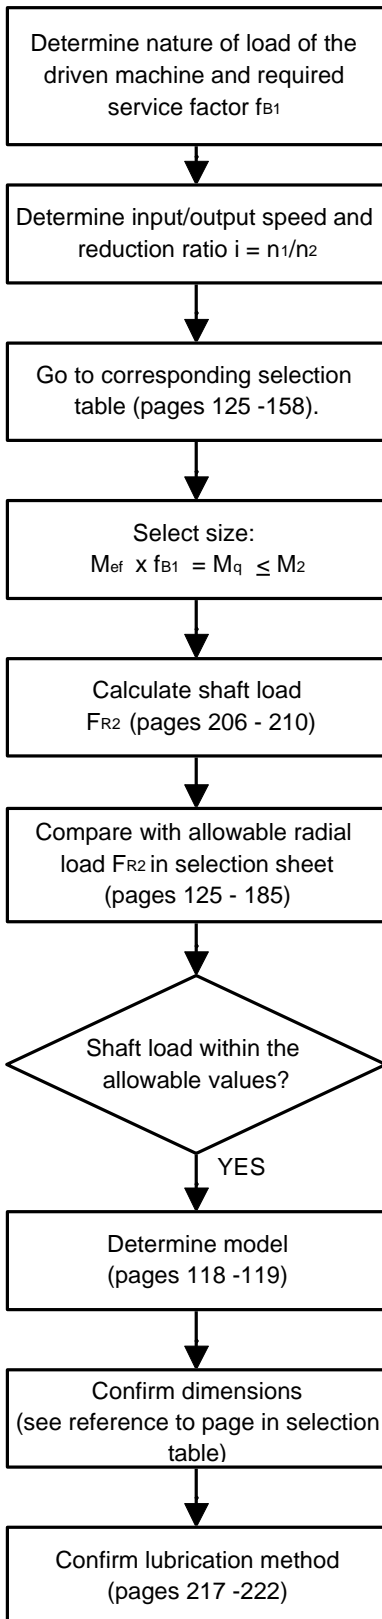 Determine nature of load of the
driven machine and required
service factor fB1
Determine input/output speed and
reduction ratio i = n1/n2
Go to corresponding selection
table (pages 125 -158).
Select size:
Mef x fB1 = Mq ≤ M2
Calculate shaft load
FR2 (pages 206 - 210)
Compare with allowable radial
load FR2 in selection sheet
(pages 125 - 185)
Shaft load within the
allowable values?
YES
Determine model
(pages 118 -119)
Confirm dimensions
(see reference to page in selection
table)
Confirm lubrication method
(pages 217 -222)